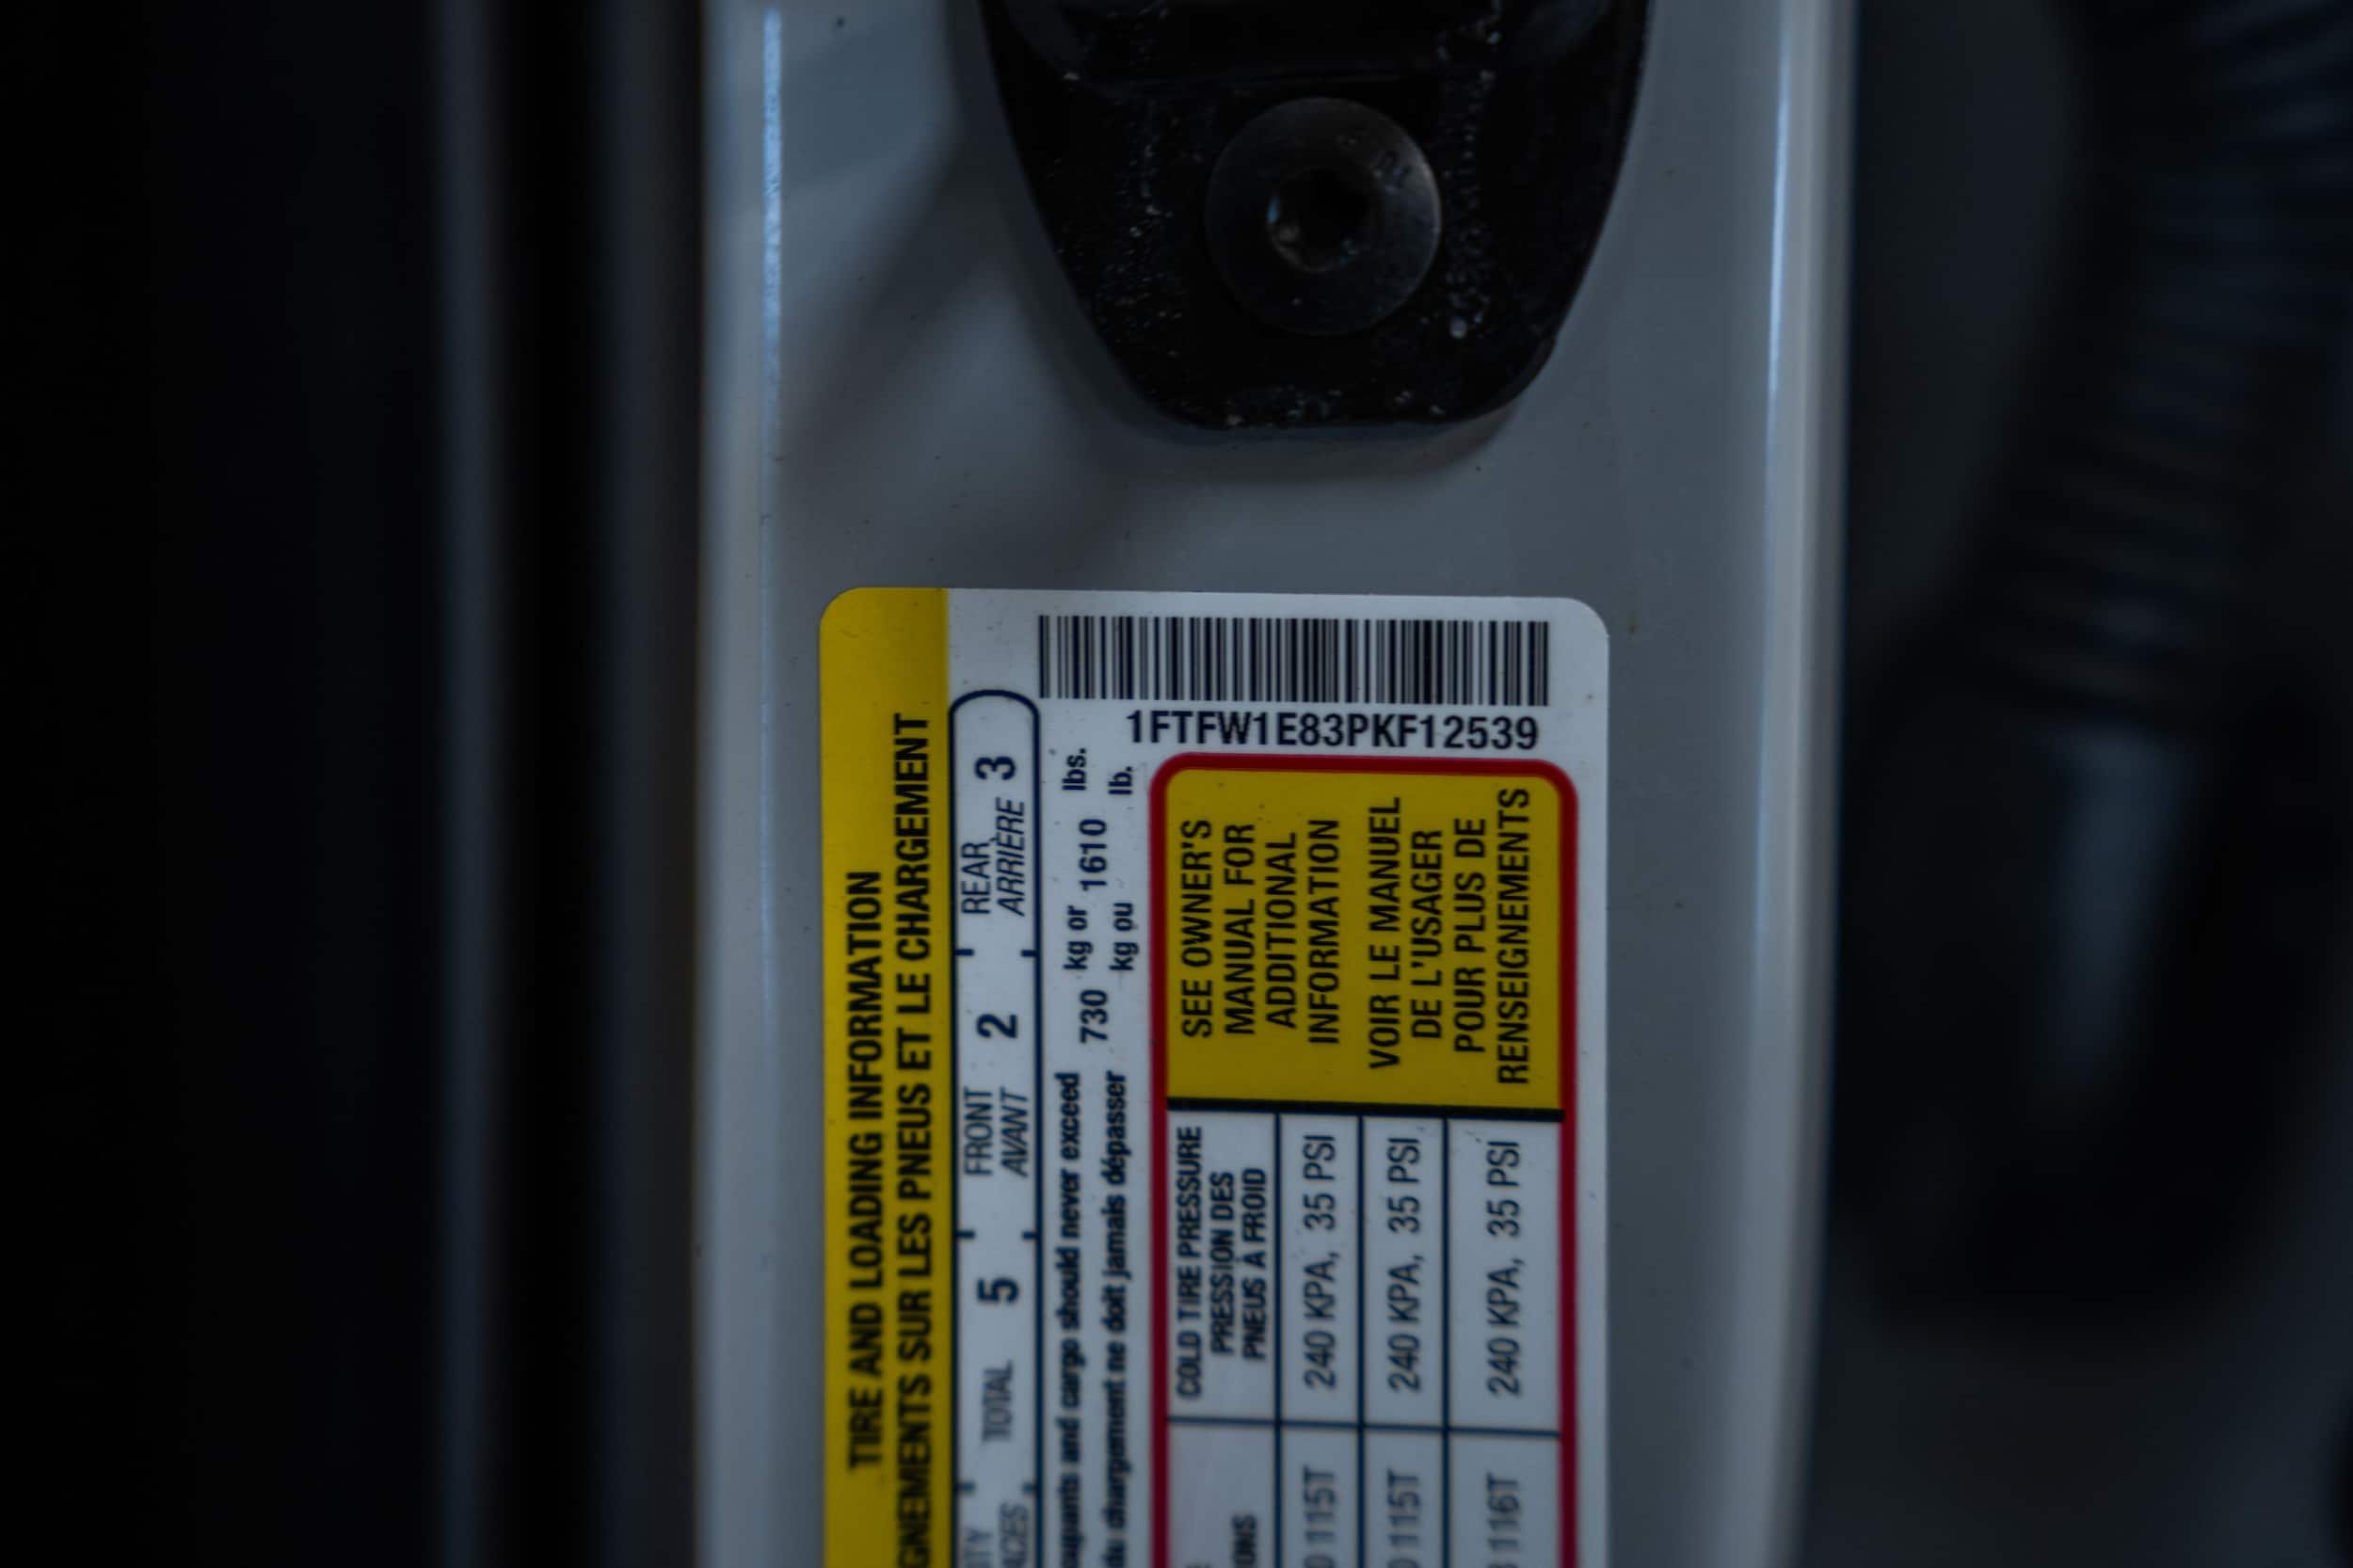 1FTFW1E83PKF12539
TIRE AND LOADING INFORMATION
SUR LES PNEUS ET LE CHARGEMENT
TOTAL 5 FRONT 2 REAR 3
AVANT ARRIÈRE
and cargo should never exceed 730 kg or 1610 lbs.
du chargement ne doit jamais dépasser kg ou lb.
COLD TIRE PRESSURE
PRESSION DES
PNEUS À FROID
240 KPA, 35 PSI
240 KPA, 35 PSI
240 KPA, 35 PSI
115T
115T
116T
SEE OWNER'S
MANUAL FOR
ADDITIONAL
INFORMATION
VOIR LE MANUEL
DE L'USAGER
POUR PLUS DE
RENSEIGNEMENTS